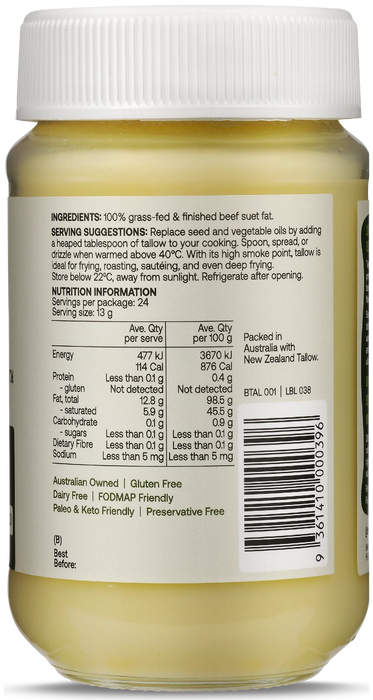 INGREDIENTS: 100% grass-fed & finished beef suet fat.
SERVING SUGGESTIONS: Replace seed and vegetable oils by adding
a heaped tablespoon of tallow to your cooking. Spoon, spread, or
drizzle when warmed above 40°C. With its high smoke point, tallow is
ideal for frying, roasting, sautéing, and even deep frying.
Store below 22°C, away from sunlight. Refrigerate after opening.
NUTRITION INFORMATION
Servings per package: 24
Serving size: 13 g
Ave. Qty per serve Ave. Qty per 100 g
Energy 477 kJ 3670 kJ
114 Cal 876 Cal
Protein Less than 0.1 g 0.4 g
- gluten Not detected Not detected
Fat, total 12.8 g 98.5 g
- saturated 5.9 g 45.5 g
Carbohydrate 0.1 g 0.9 g
- sugars Less than 0.1 g Less than 0.1 g
Dietary Fibre Less than 0.1 g Less than 0.1 g
Sodium Less than 5 mg Less than 5 mg
Packed in
Australia with
New Zealand Tallow.
BTAL 001 | LBL 038
9 361410 000396
Australian Owned | Gluten Free
Dairy Free | FODMAP Friendly
Paleo & Keto Friendly | Preservative Free
(B)
Best
Before: